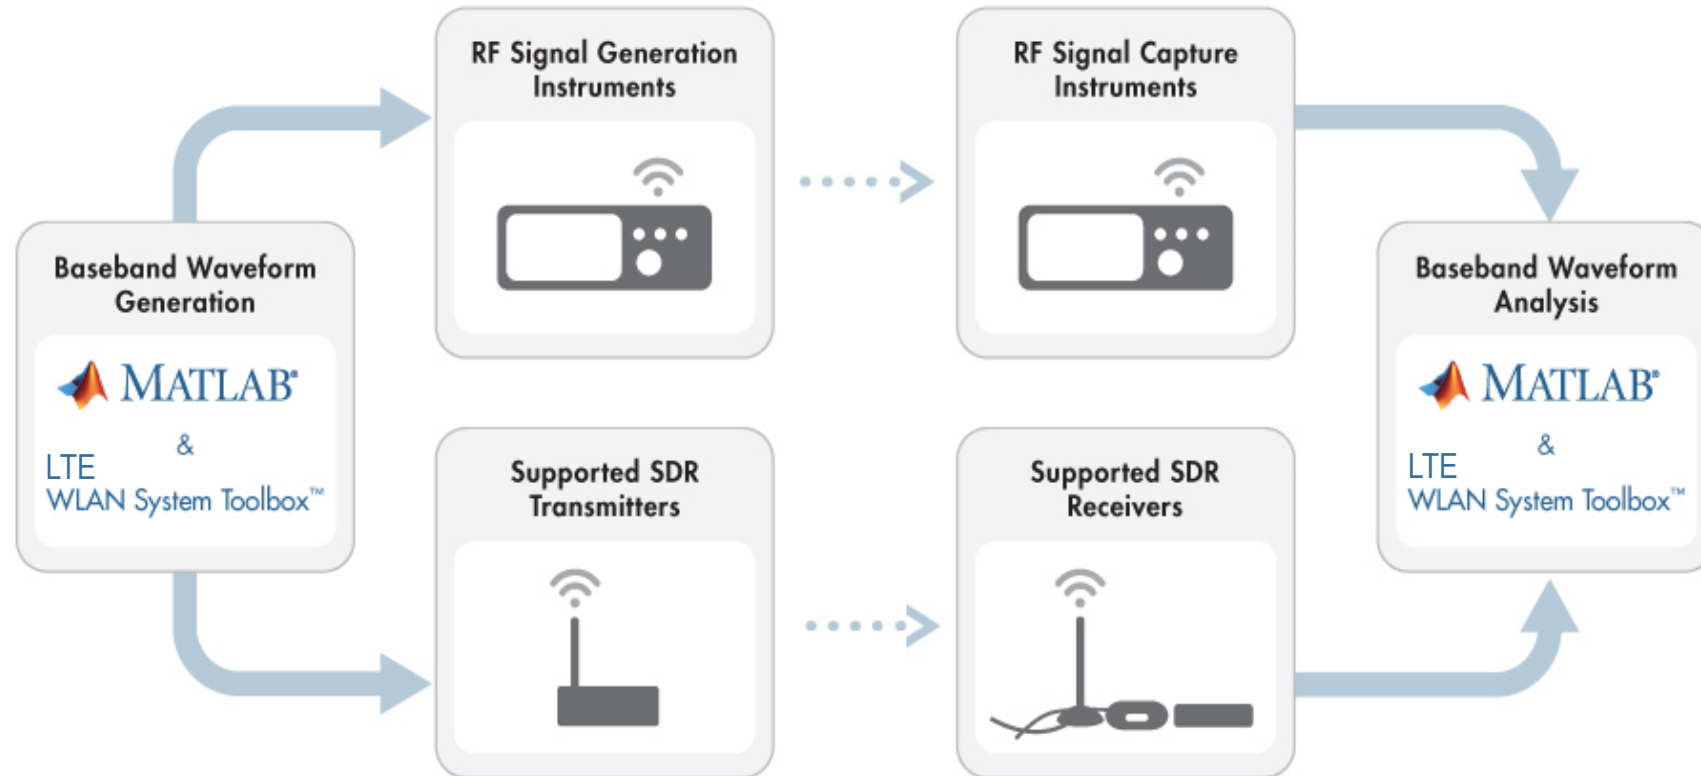 RF Signal Generation
Instruments
RF Signal Capture
Instruments
Baseband Waveform
Generation
MATLAB®
&
LTE
WLAN System Toolbox™
Baseband Waveform
Analysis
MATLAB®
&
LTE
WLAN System Toolbox™
Supported SDR
Transmitters
Supported SDR
Receivers